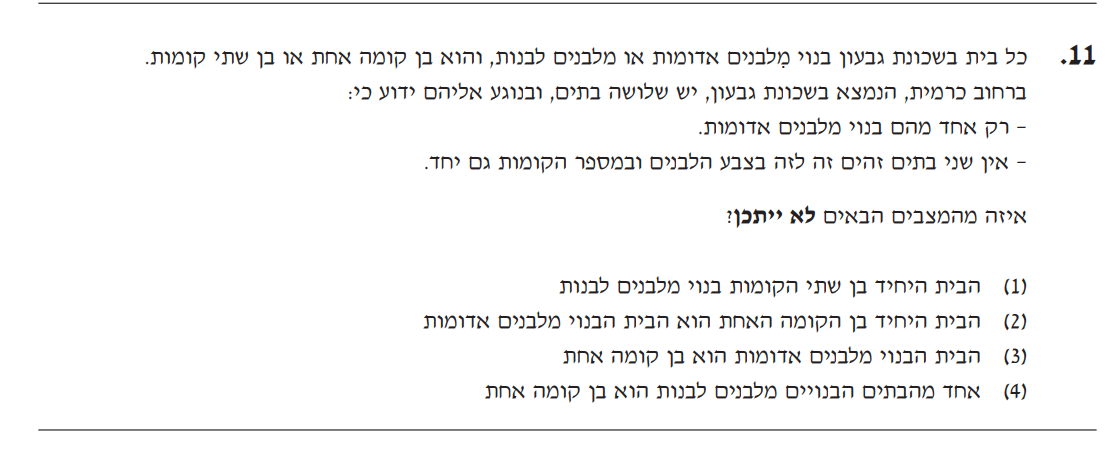 11. כל בית בשכונת גבעון בנוי מִלבנים אדומות או מלבנים לבנות, והוא בן קומה אחת או בן שתי קומות.
ברחוב כרמית, הנמצא בשכונת גבעון, יש שלושה בתים, ובנוגע אליהם ידוע כי:
– רק אחד מהם בנוי מלבנים אדומות.
– אין שני בתים זהים זה לזה בצבע הלבנים ובמספר הקומות גם יחד.
איזה מהמצבים הבאים לא ייתכן?
(1) הבית היחיד בן שתי הקומות בנוי מלבנים לבנות
(2) הבית היחיד בן הקומה האחת הוא הבית הבנוי מלבנים אדומות
(3) הבית הבנוי מלבנים אדומות הוא בן קומה אחת
(4) אחד מהבתים הבנויים מלבנים לבנות הוא בן קומה אחת